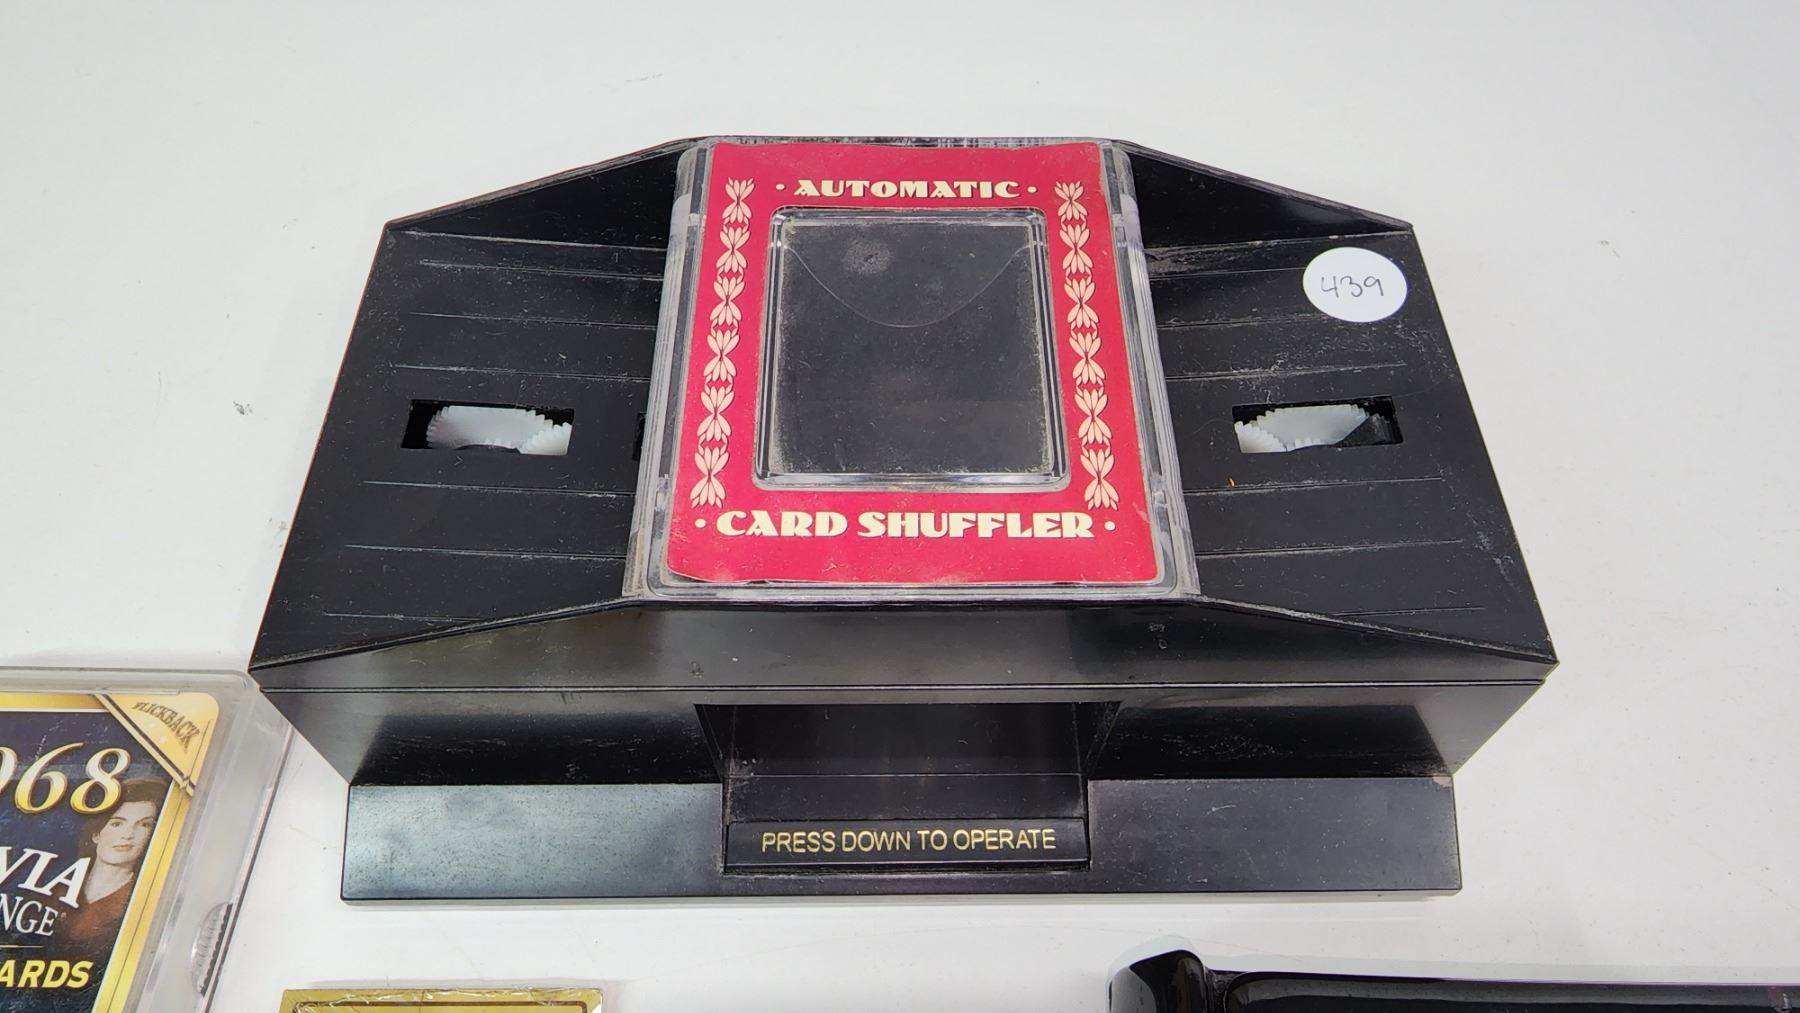 • AUTOMATIC •
439
• CARD SHUFFLER •
PRESS DOWN TO OPERATE
FLICKBACK
968
VIA
NGE
ARDS